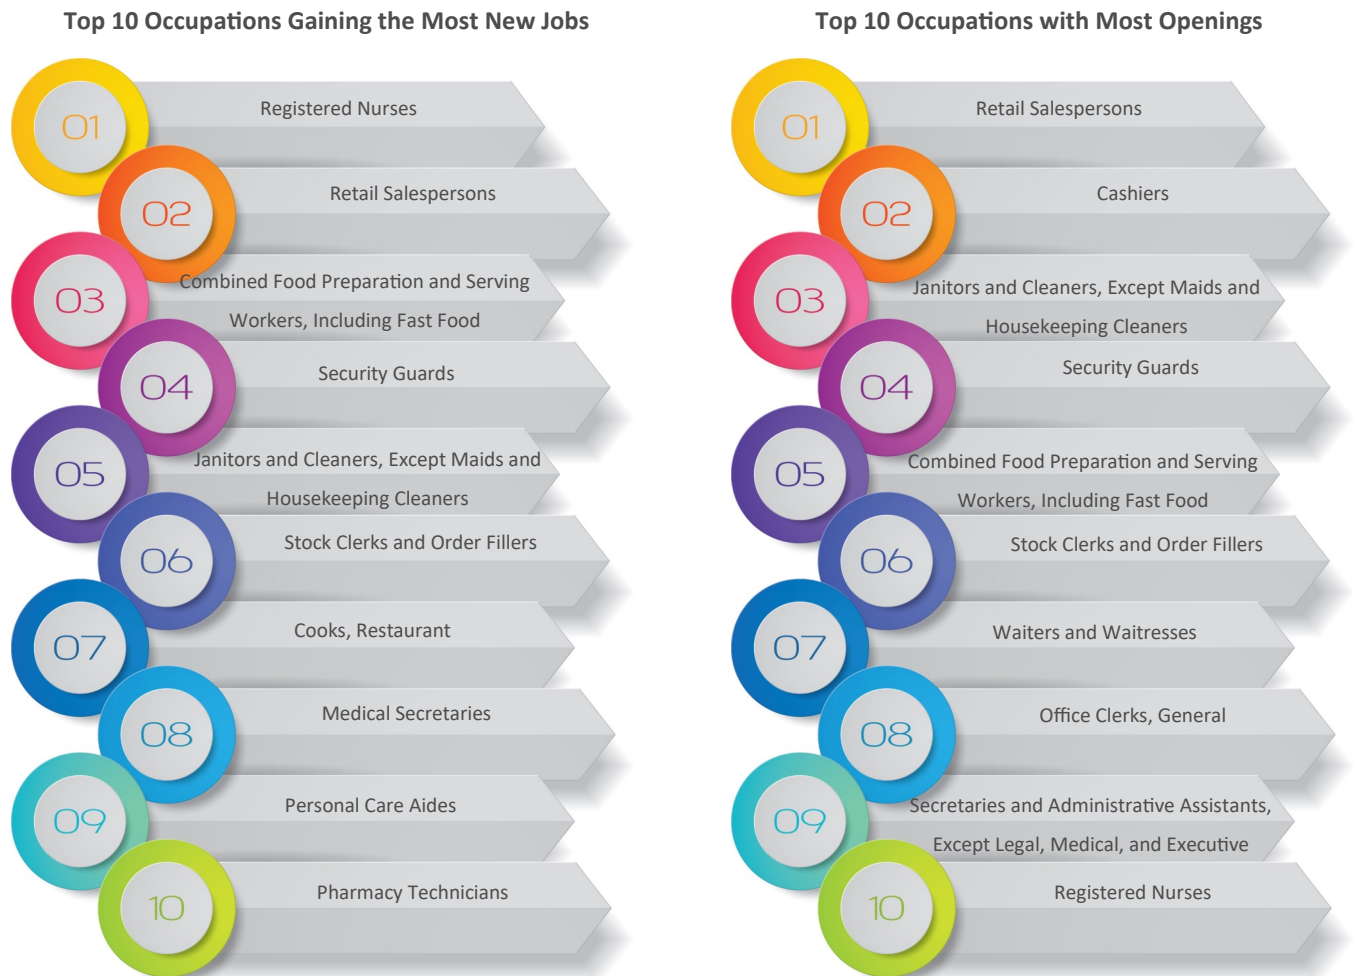 Top 10 Occupations Gaining the Most New Jobs
01
Registered Nurses
02
Retail Salespersons
03
Combined Food Preparation and Serving
Workers, Including Fast Food
04
Security Guards
05
Janitors and Cleaners, Except Maids and
Housekeeping Cleaners
06
Stock Clerks and Order Fillers
07
Cooks, Restaurant
08
Medical Secretaries
09
Personal Care Aides
10
Pharmacy Technicians
Top 10 Occupations with Most Openings
01
Retail Salespersons
02
Cashiers
03
Janitors and Cleaners, Except Maids and
Housekeeping Cleaners
04
Security Guards
05
Combined Food Preparation and Serving
Workers, Including Fast Food
06
Stock Clerks and Order Fillers
07
Waiters and Waitresses
08
Office Clerks, General
09
Secretaries and Administrative Assistants,
Except Legal, Medical, and Executive
10
Registered Nurses